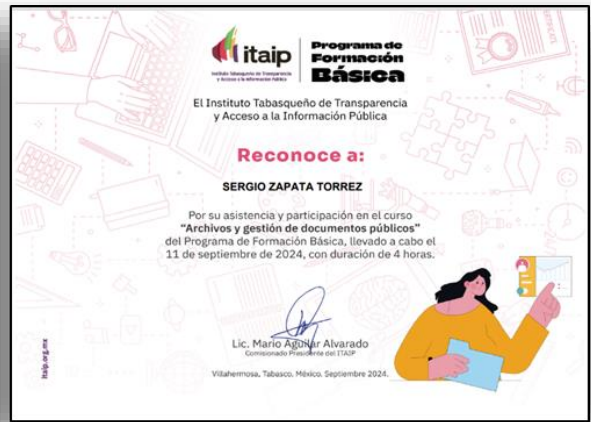 itaip
Instituto Tabasqueño de Transparencia
y Acceso a la Información Pública
Programa de
Formación
Básica
El Instituto Tabasqueño de Transparencia
y Acceso a la Información Pública
Reconoce a:
SERGIO ZAPATA TORREZ
Por su asistencia y participación en el curso
"Archivos y gestión de documentos públicos"
del Programa de Formación Básica, llevado a cabo el
11 de septiembre de 2024, con duración de 4 horas.
Lic. Mario Aguilar Alvarado
Comisionado Presidente del ITAIP
Villahermosa, Tabasco, México. Septiembre 2024.
itaip.org.mx